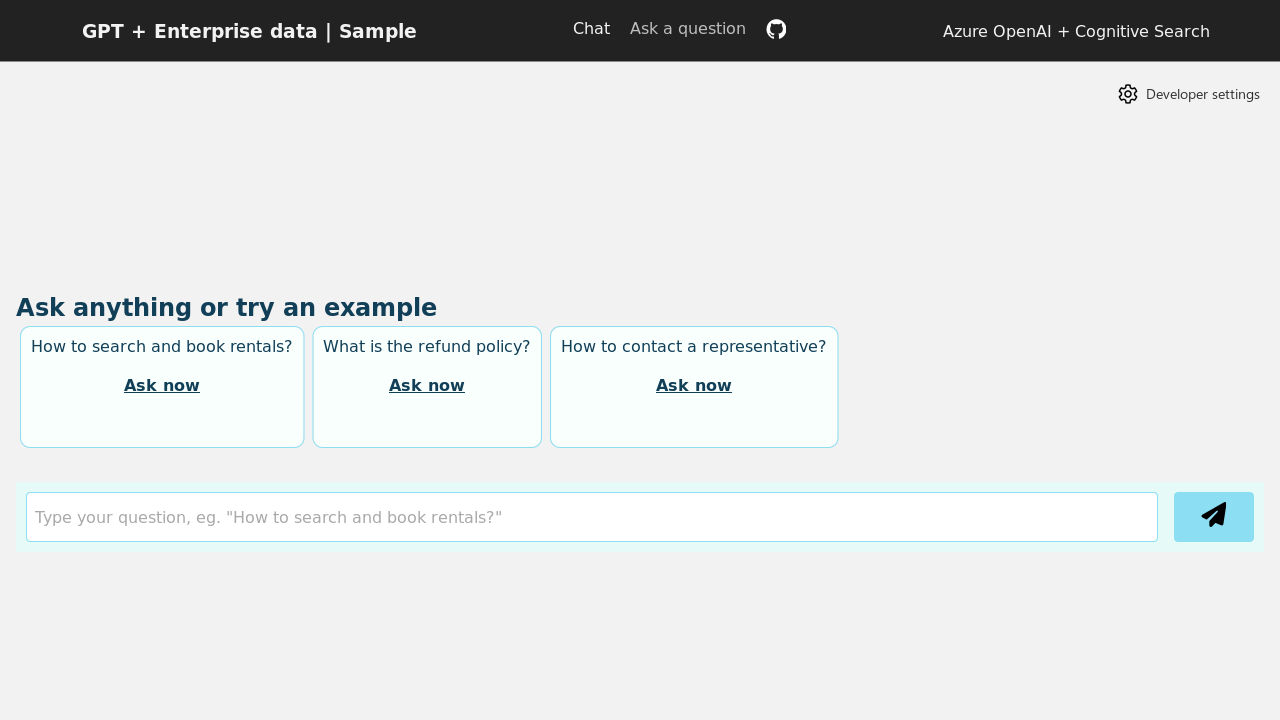 GPT + Enterprise data | Sample
Chat
Ask a question
Azure OpenAI + Cognitive Search
Developer settings
Ask anything or try an example
How to search and book rentals?
Ask now
What is the refund policy?
Ask now
How to contact a representative?
Ask now
Type your question, eg. "How to search and book rentals?"